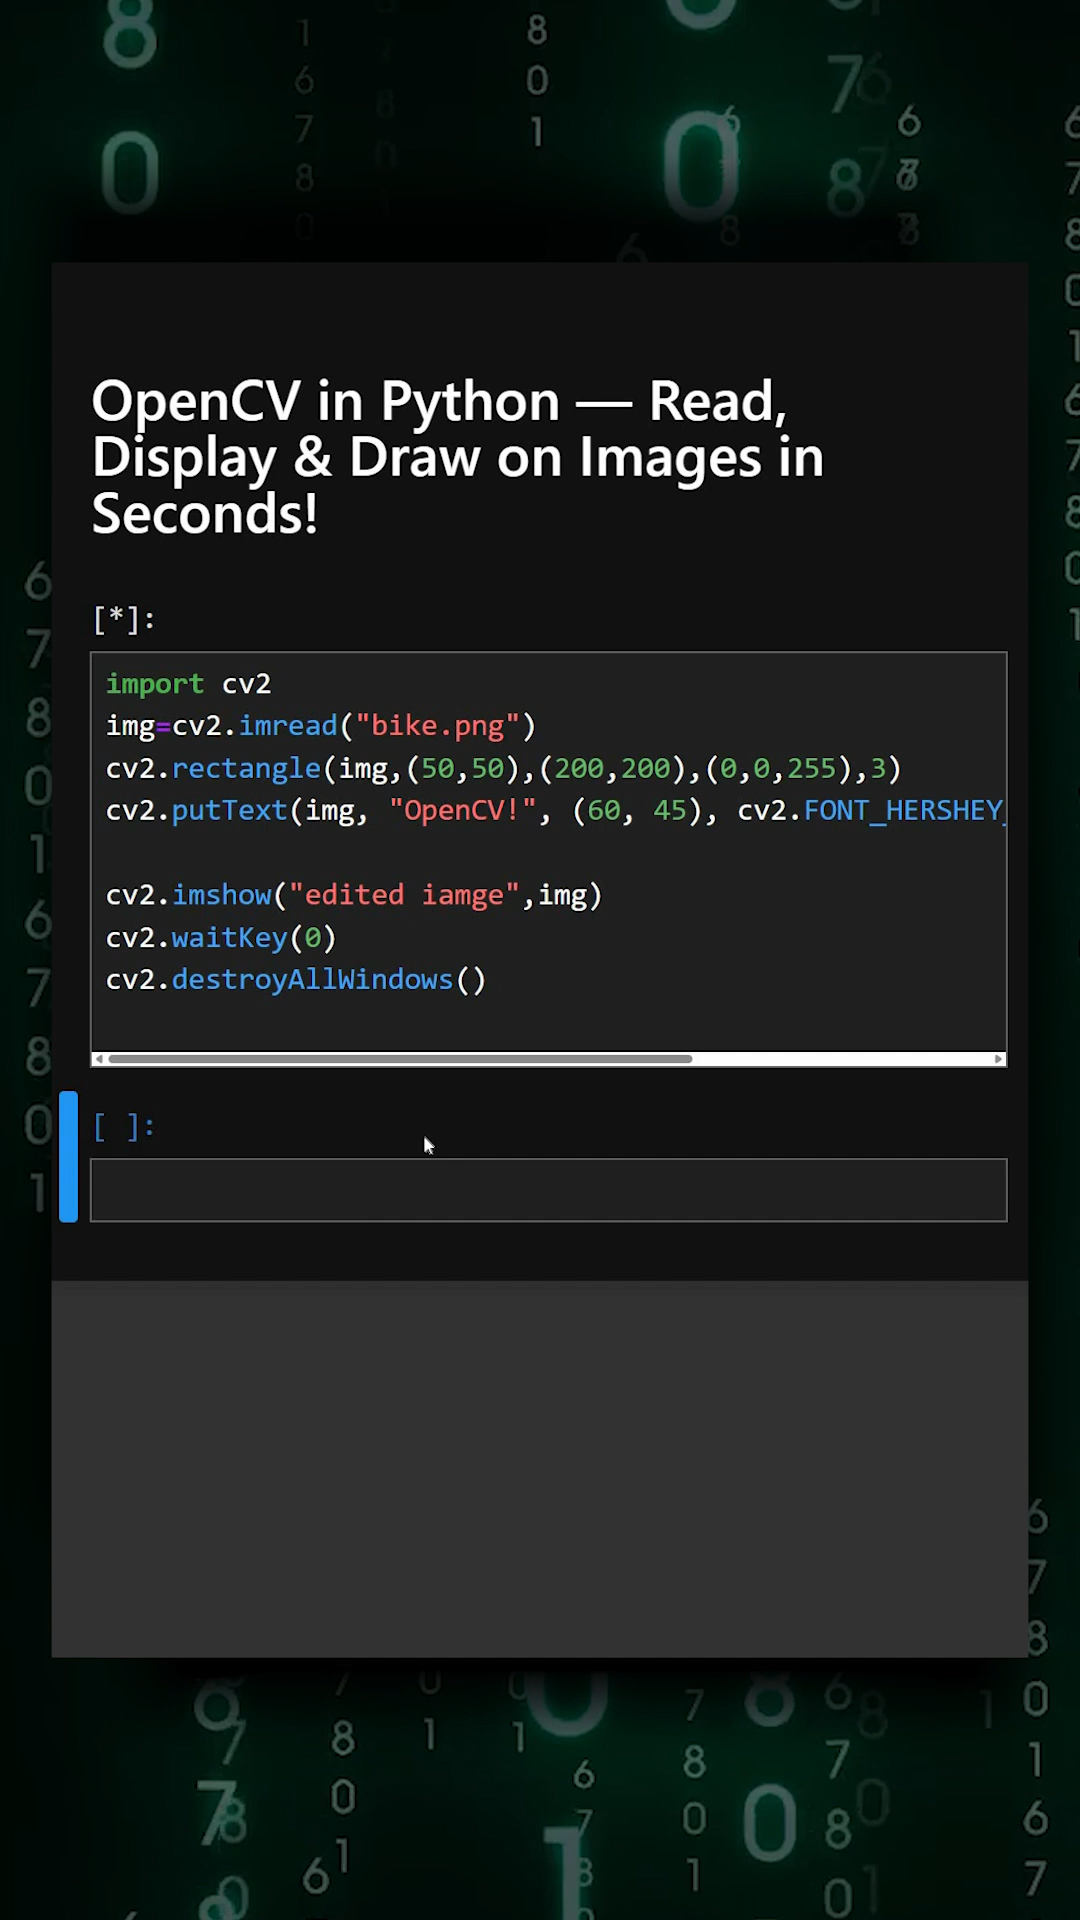 OpenCV in Python — Read,
Display & Draw on Images in
Seconds!
[*]:
import cv2
img=cv2.imread("bike.png")
cv2.rectangle(img,(50,50),(200,200),(0,0,255),3)
cv2.putText(img, "OpenCV!", (60, 45), cv2.FONT_HERSHEY_
cv2.imshow("edited iamge",img)
cv2.waitKey(0)
cv2.destroyAllWindows()
[ ]: